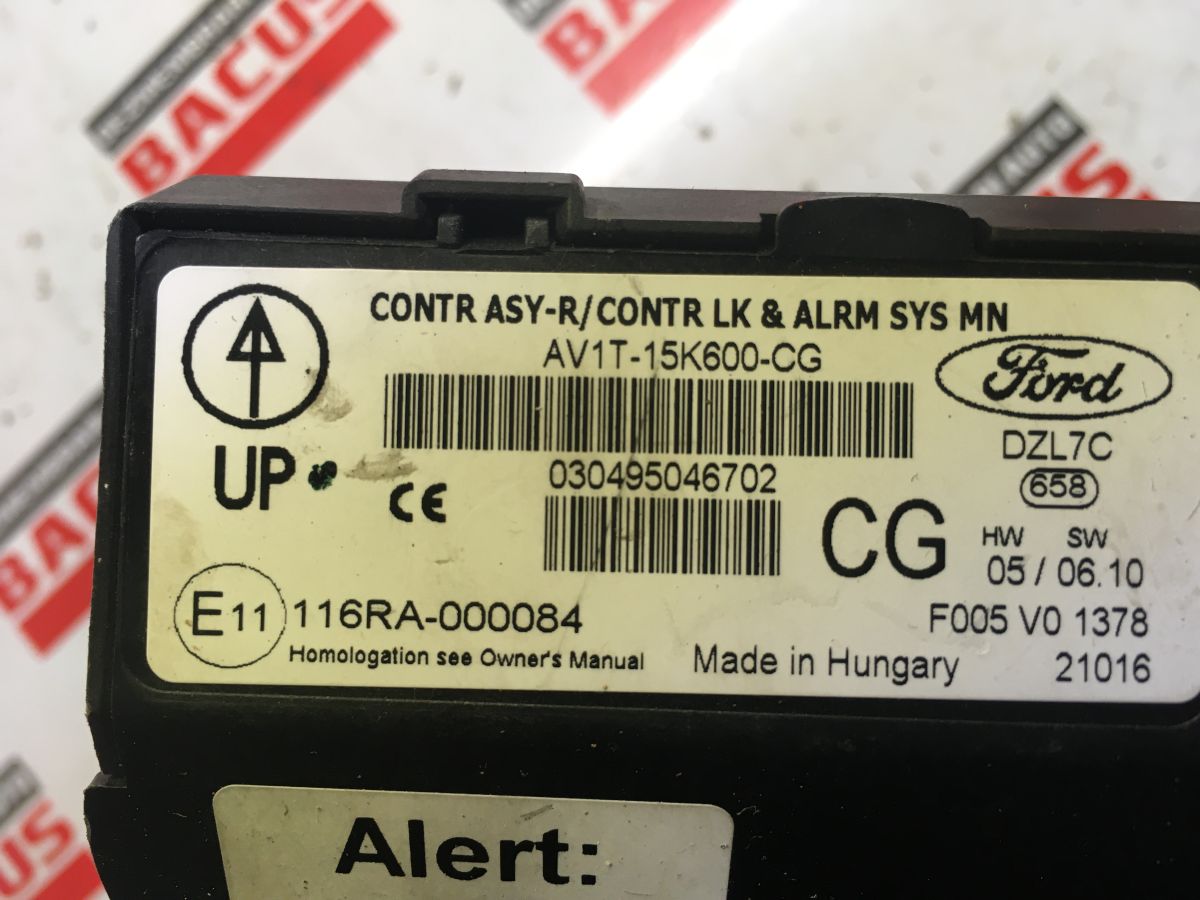 BACUS
CONTR ASY-R/CONTR LK & ALRM SYS MN
AV1T-15K600-CG
Ford
DZL7C
UP
030495046702
658
CE
CG
HW SW
05 / 06.10
E11 116RA-000084
F005 V0 1378
Homologation see Owner's Manual
Made in Hungary
21016
Alert: